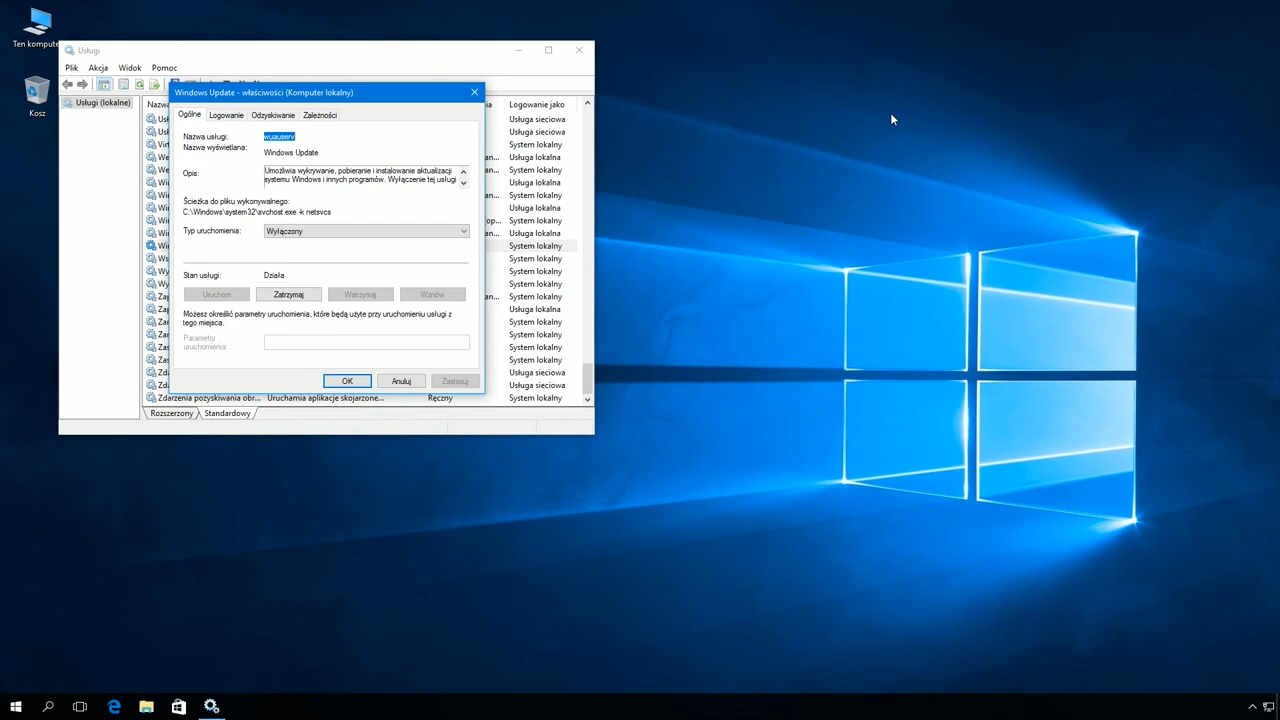 Ten kompute
Kosz
Usługi
Plik Akcja Widok Pomoc
Usługi (lokalne)
Nazwa
Logowanie jako
Usługa sieciowa
Usługa sieciowa
System lokalny
Usługa lokalna
System lokalny
Usługa lokalna
System lokalny
Usługa lokalna
System lokalny
Usługa lokalna
System lokalny
System lokalny
System lokalny
System lokalny
Usługa lokalna
System lokalny
System lokalny
System lokalny
System lokalny
Usługa sieciowa
Usługa sieciowa
Zdarzenia pozyskiwania obr... Uruchamia aplikacje skojarzone... Ręczny System lokalny
Rozszerzony Standardowy
Windows Update - właściwości (Komputer lokalny)
Ogólne Logowanie Odzyskiwanie Zależności
Nazwa usługi: wuauserv
Nazwa wyświetlana: Windows Update
Opis: Umożliwia wykrywanie, pobieranie i instalowanie aktualizacji
systemu Windows i innych programów. Wyłączenie tej usługi
Ścieżka do pliku wykonywalnego:
C:\Windows\system32\svchost.exe -k netsvcs
Typ uruchomienia: Wyłączony
Stan usługi: Działa
Uruchom Zatrzymaj Wstrzymaj Wznów
Możesz określić parametry uruchomienia, które będą użyte przy uruchomieniu usługi z
tego miejsca.
Parametry
uruchomienia:
OK Anuluj Zastosuj